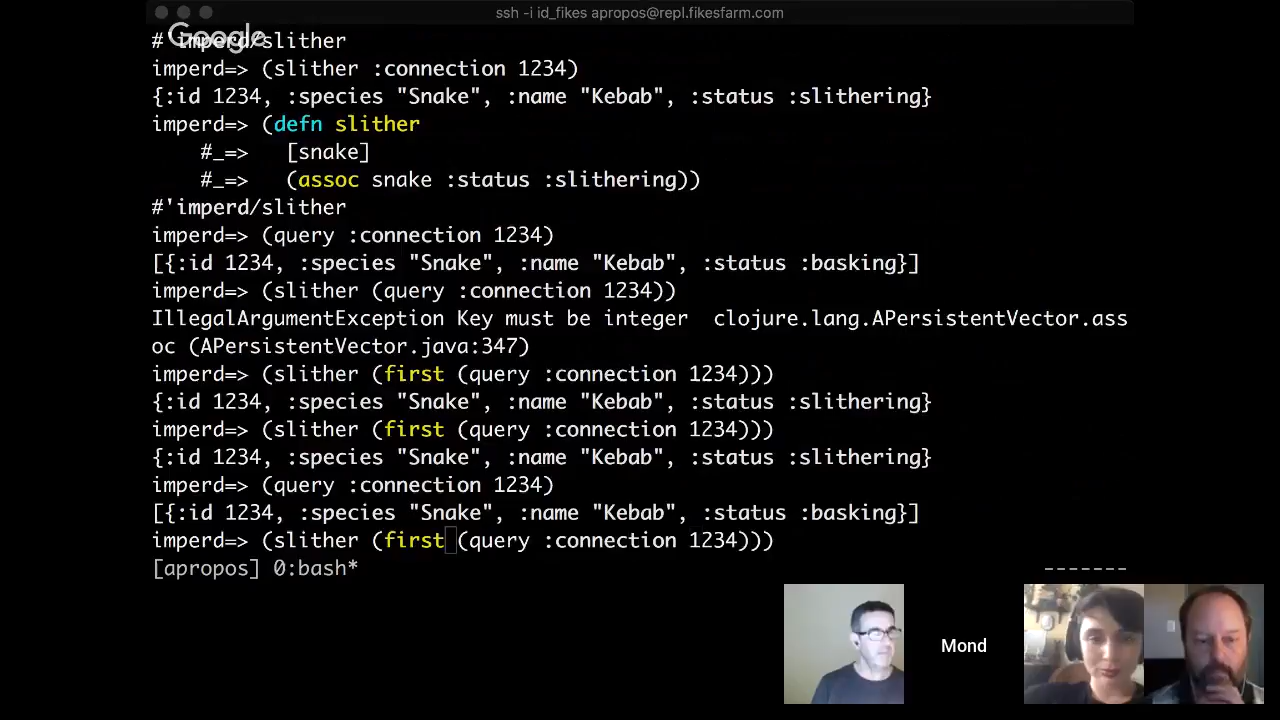 ssh -i id_fikes apropos@repl.fikesfarm.com
Google
#'imperd/slither
imperd=> (slither :connection 1234)
{:id 1234, :species "Snake", :name "Kebab", :status :slithering}
imperd=> (defn slither
#_=> [snake]
#_=> (assoc snake :status :slithering))
#'imperd/slither
imperd=> (query :connection 1234)
[{:id 1234, :species "Snake", :name "Kebab", :status :basking}]
imperd=> (slither (query :connection 1234))
IllegalArgumentException Key must be integer  clojure.lang.APersistentVector.ass
oc (APersistentVector.java:347)
imperd=> (slither (first (query :connection 1234)))
{:id 1234, :species "Snake", :name "Kebab", :status :slithering}
imperd=> (slither (first (query :connection 1234)))
{:id 1234, :species "Snake", :name "Kebab", :status :slithering}
imperd=> (query :connection 1234)
[{:id 1234, :species "Snake", :name "Kebab", :status :basking}]
imperd=> (slither (first (query :connection 1234)))
[apropos] 0:bash* -------
Mond